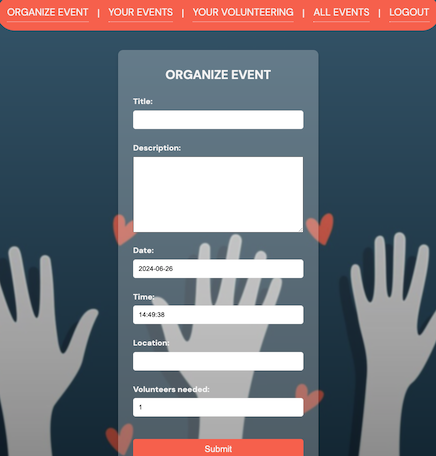 ORGANIZE EVENT | YOUR EVENTS | YOUR VOLUNTEERING | ALL EVENTS | LOGOUT
ORGANIZE EVENT
Title:
Description:
Date:
2024-06-26
Time:
14:49:38
Location:
Volunteers needed:
1
Submit